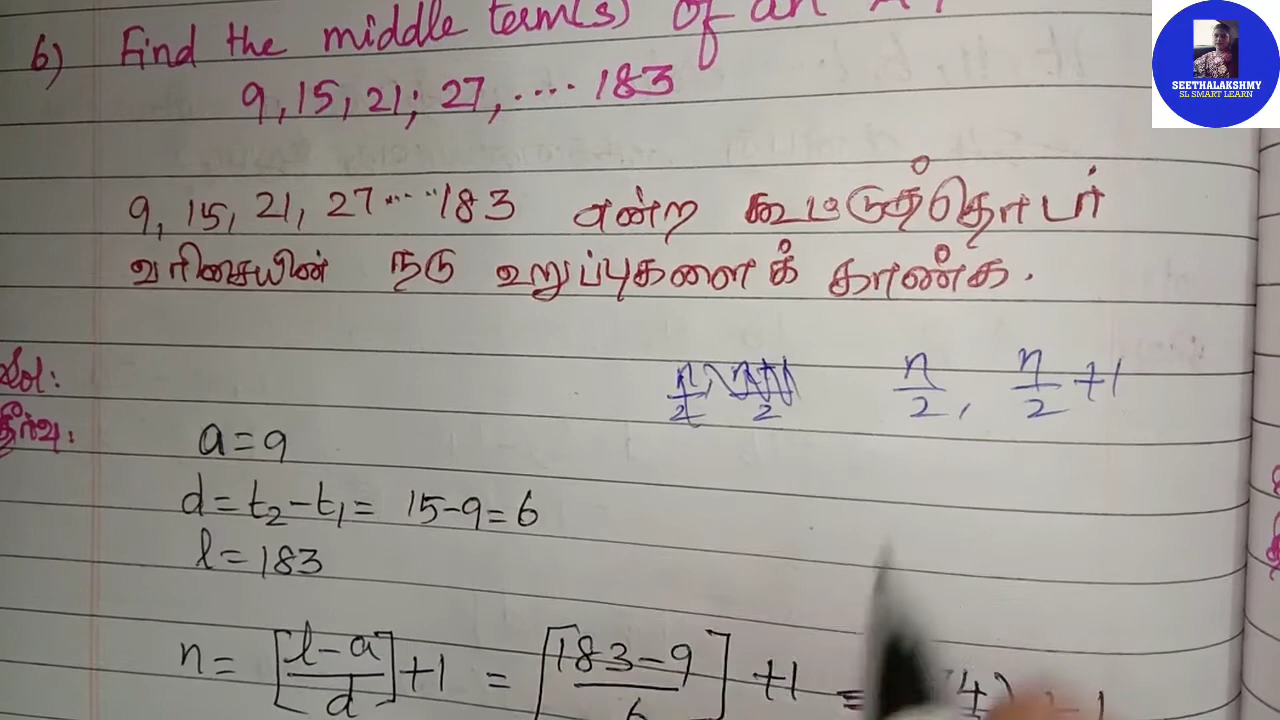 6) Find the middle term(s) of an A.P
9, 15, 21, 27, .... 183
9, 15, 21, 27 ..... 183 என்ற கூட்டுத்தொடர்
வரிசையின் நடு உறுப்புகளைக் காண்க.
n/2, n/2 +1
Sol:
தீர்வு:
a = 9
d = t₂ - t₁ = 15 - 9 = 6
l = 183
n = [(l - a)/d] + 1 = [(183 - 9)/6] + 1 =
SEETHALAKSHMY
SL SMART LEARN